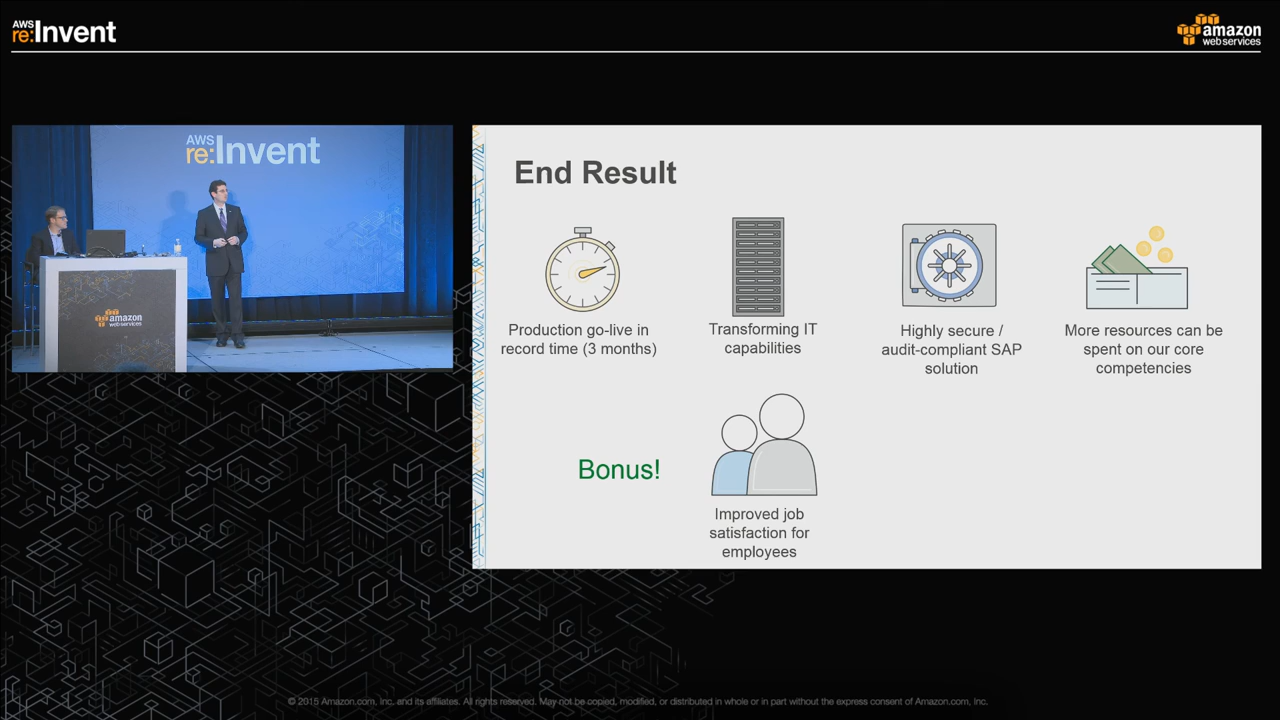 AWS
re:Invent
amazon
web services
AWS
re:Invent
amazon
web services
End Result
Production go-live in
record time (3 months)
Transforming IT
capabilities
Highly secure /
audit-compliant SAP
solution
More resources can be
spent on our core
competencies
Bonus!
Improved job
satisfaction for
employees
© 2015 Amazon.com, Inc. and its affiliates. All rights reserved. May not be copied, modified, or distributed in whole or in part without the express consent of Amazon.com, Inc.